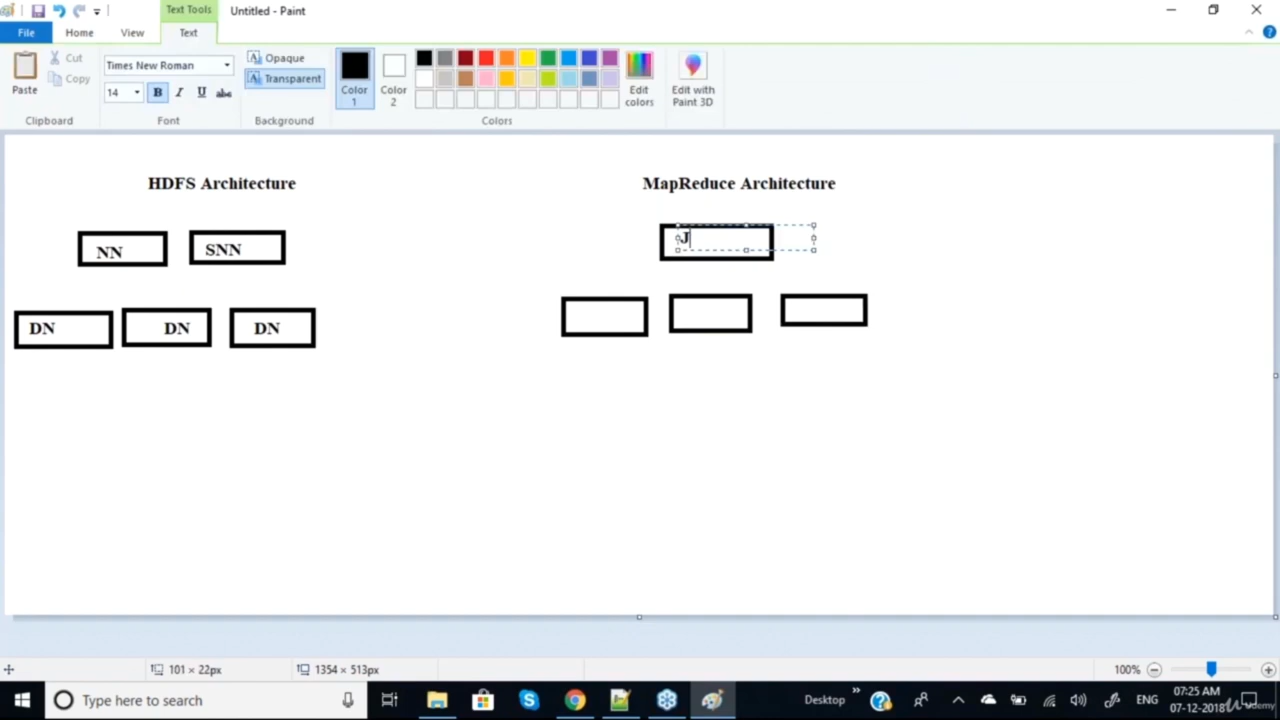 Text Tools
Untitled - Paint
File
Home
View
Text
Paste
Cut
Copy
Clipboard
Times New Roman
14
B
I
U
abc
Font
A
Opaque
A
Transparent
Background
Color
1
Color
2
Edit
colors
Edit with
Paint 3D
Colors
HDFS Architecture
MapReduce Architecture
NN
SNN
J
DN
DN
DN
101 × 22px
1354 × 513px
100%
Type here to search
Desktop
ENG
07:25 AM
07-12-2018
Udemy